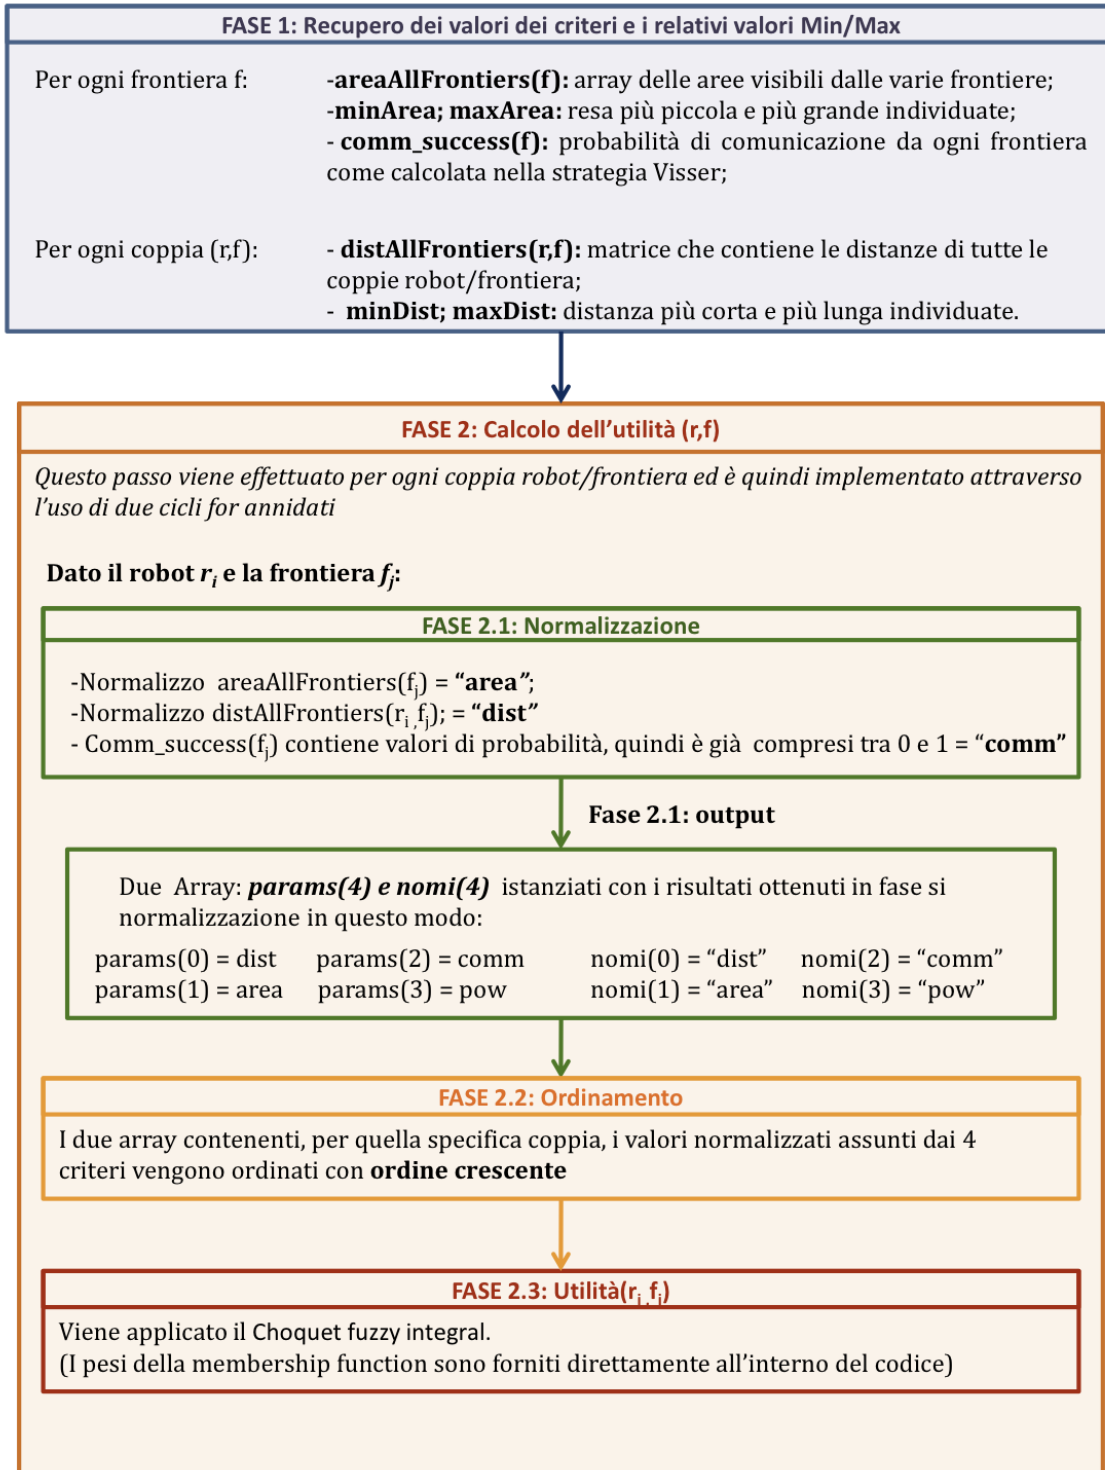 FASE 1: Recupero dei valori dei criteri e i relativi valori Min/Max
Per ogni frontiera f: -areaAllFrontiers(f): array delle aree visibili dalle varie frontiere;
-minArea; maxArea: resa più piccola e più grande individuate;
- comm_success(f): probabilità di comunicazione da ogni frontiera
come calcolata nella strategia Visser;
Per ogni coppia (r,f): - distAllFrontiers(r,f): matrice che contiene le distanze di tutte le
coppie robot/frontiera;
- minDist; maxDist: distanza più corta e più lunga individuate.
FASE 2: Calcolo dell'utilità (r,f)
Questo passo viene effettuato per ogni coppia robot/frontiera ed è quindi implementato attraverso
l'uso di due cicli for annidati
Dato il robot ri e la frontiera fj:
FASE 2.1: Normalizzazione
-Normalizzo areaAllFrontiers(fj) = “area”;
-Normalizzo distAllFrontiers(ri ,fj); = “dist”
- Comm_success(fj) contiene valori di probabilità, quindi è già compresi tra 0 e 1 = “comm”
Fase 2.1: output
Due Array: params(4) e nomi(4) istanziati con i risultati ottenuti in fase si
normalizzazione in questo modo:
params(0) = dist params(2) = comm nomi(0) = “dist” nomi(2) = “comm”
params(1) = area params(3) = pow nomi(1) = “area” nomi(3) = “pow”
FASE 2.2: Ordinamento
I due array contenenti, per quella specifica coppia, i valori normalizzati assunti dai 4
criteri vengono ordinati con ordine crescente
FASE 2.3: Utilità(ri ,fj)
Viene applicato il Choquet fuzzy integral.
(I pesi della membership function sono forniti direttamente all'interno del codice)